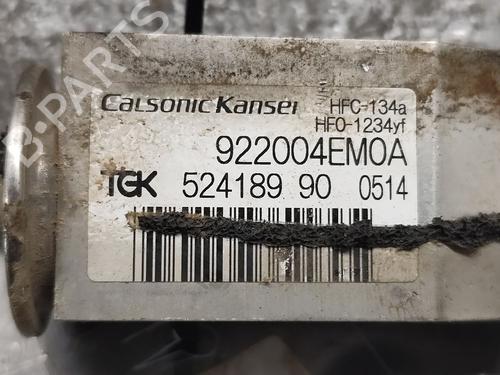 B-PARTS
Calsonic Kansei HFC-134a
HFO-1234yf
922004EM0A
TGK 524189 90 0514